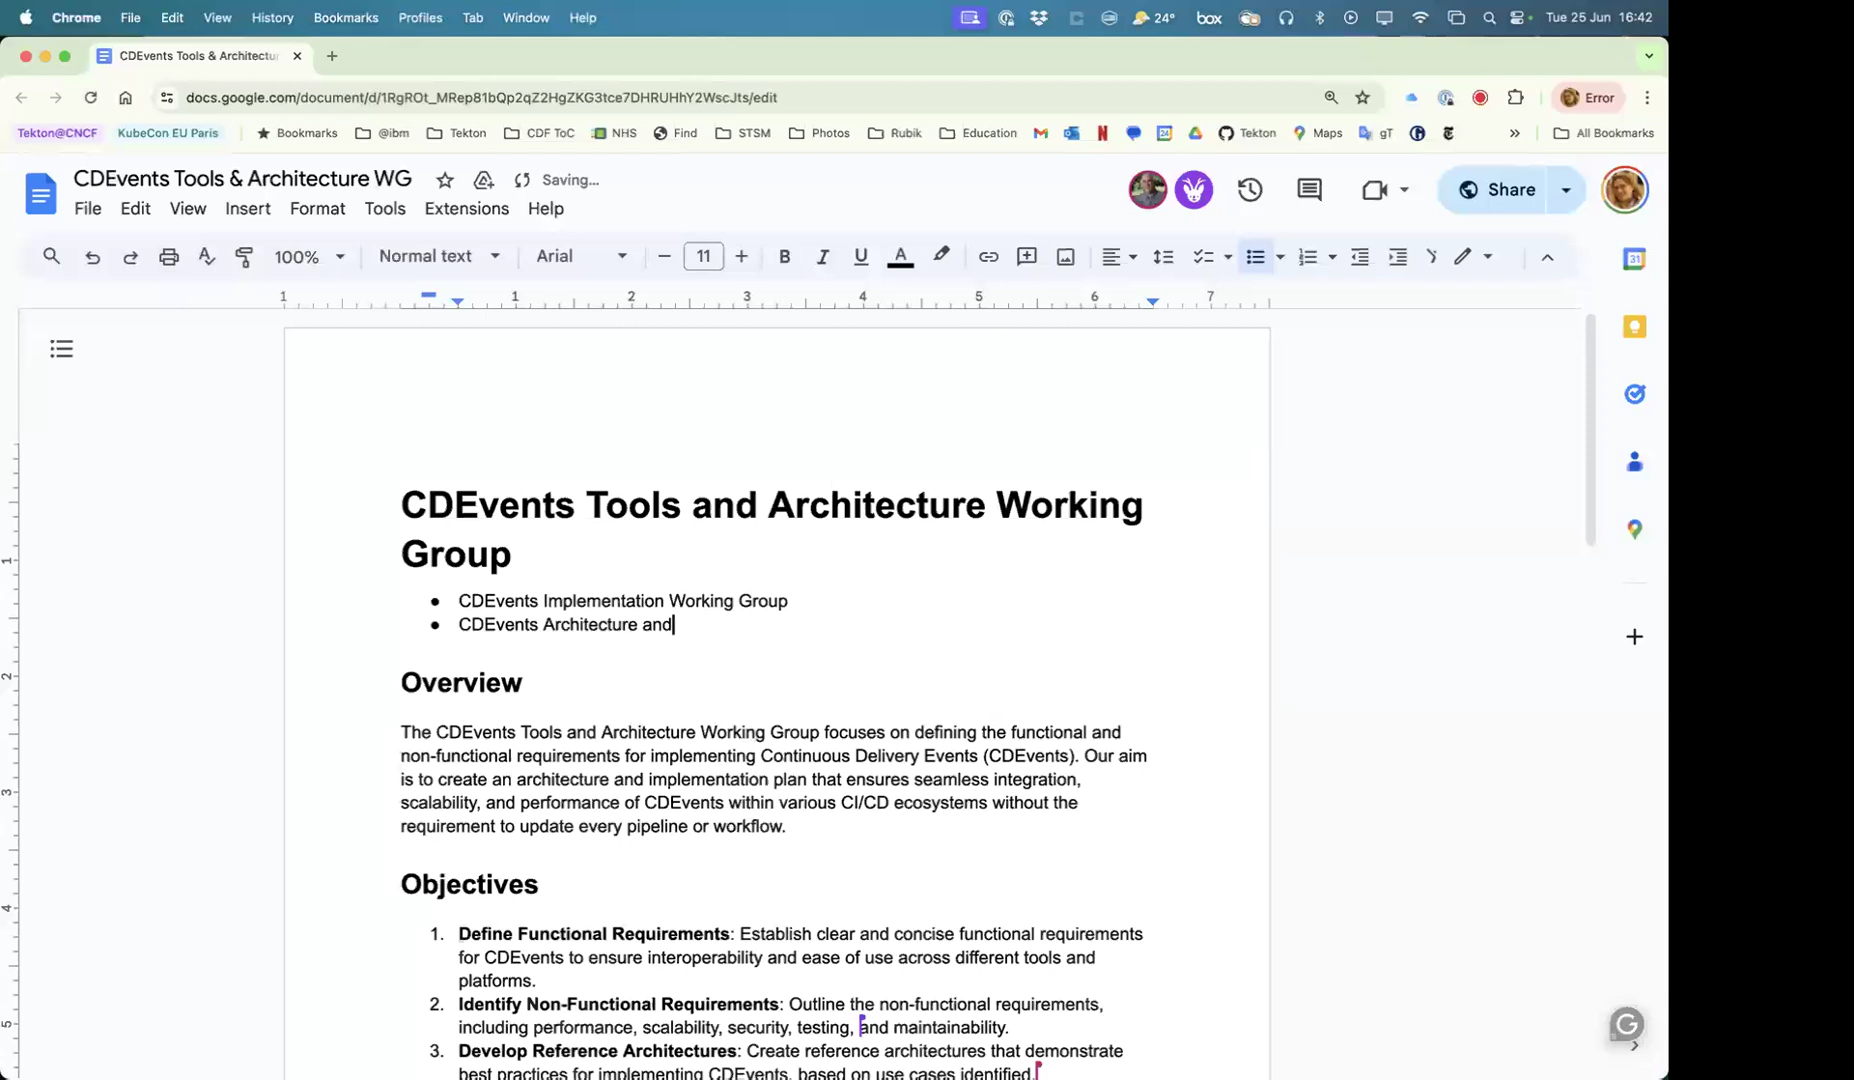 Chrome File Edit View History Bookmarks Profiles Tab Window Help 24° box Tue 25 Jun 16:42
CDEvents Tools & Architectur
docs.google.com/document/d/1RgROt_MRep81bQp2qZ2HgZKG3tce7DHRUHhY2WscJts/edit Error
Tekton@CNCF KubeCon EU Paris Bookmarks @ibm Tekton CDF ToC NHS Find STSM Photos Rubik Education Tekton Maps gT » All Bookmarks
CDEvents Tools & Architecture WG Saving...
File Edit View Insert Format Tools Extensions Help Share
100% Normal text Arial 11
1 1 2 3 4 5 6 7
CDEvents Tools and Architecture Working
Group
● CDEvents Implementation Working Group
● CDEvents Architecture and
Overview
The CDEvents Tools and Architecture Working Group focuses on defining the functional and
non-functional requirements for implementing Continuous Delivery Events (CDEvents). Our aim
is to create an architecture and implementation plan that ensures seamless integration,
scalability, and performance of CDEvents within various CI/CD ecosystems without the
requirement to update every pipeline or workflow.
Objectives
1. Define Functional Requirements: Establish clear and concise functional requirements
for CDEvents to ensure interoperability and ease of use across different tools and
platforms.
2. Identify Non-Functional Requirements: Outline the non-functional requirements,
including performance, scalability, security, testing, and maintainability.
3. Develop Reference Architectures: Create reference architectures that demonstrate
best practices for implementing CDEvents, based on use cases identified.